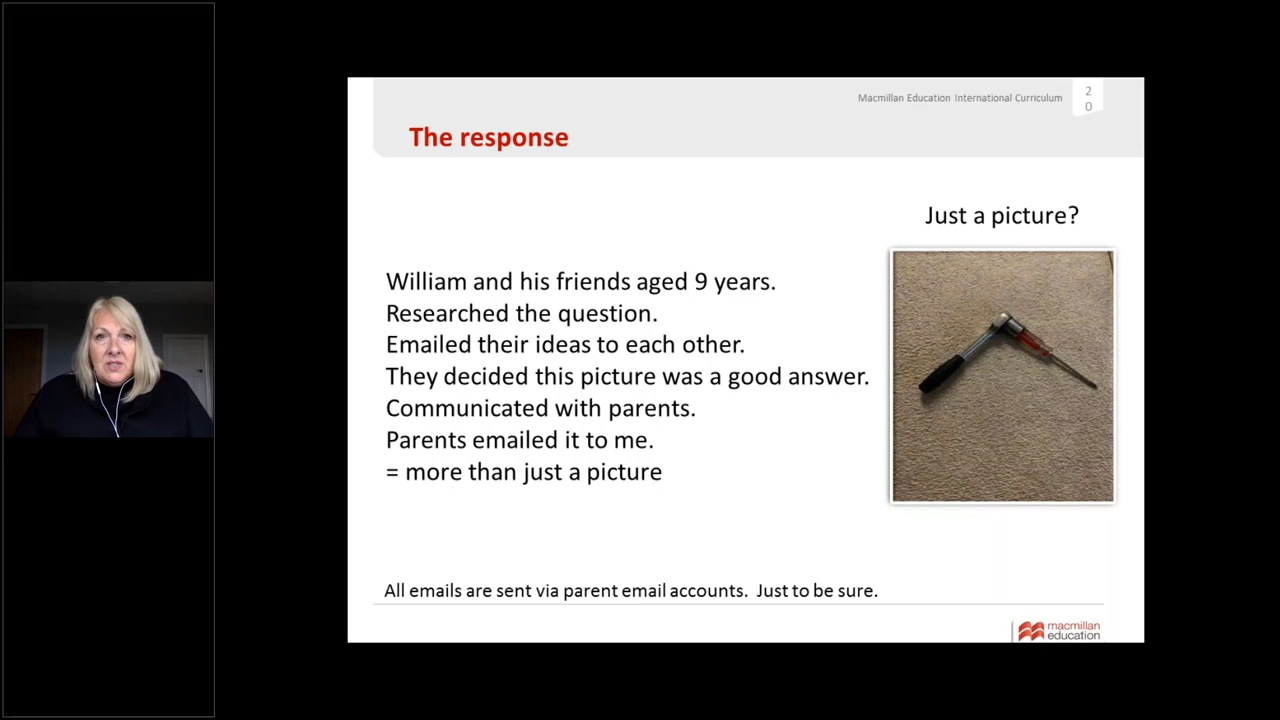 Macmillan Education International Curriculum
2
0
The response
Just a picture?
William and his friends aged 9 years.
Researched the question.
Emailed their ideas to each other.
They decided this picture was a good answer.
Communicated with parents.
Parents emailed it to me.
= more than just a picture
All emails are sent via parent email accounts.  Just to be sure.
macmillan
education